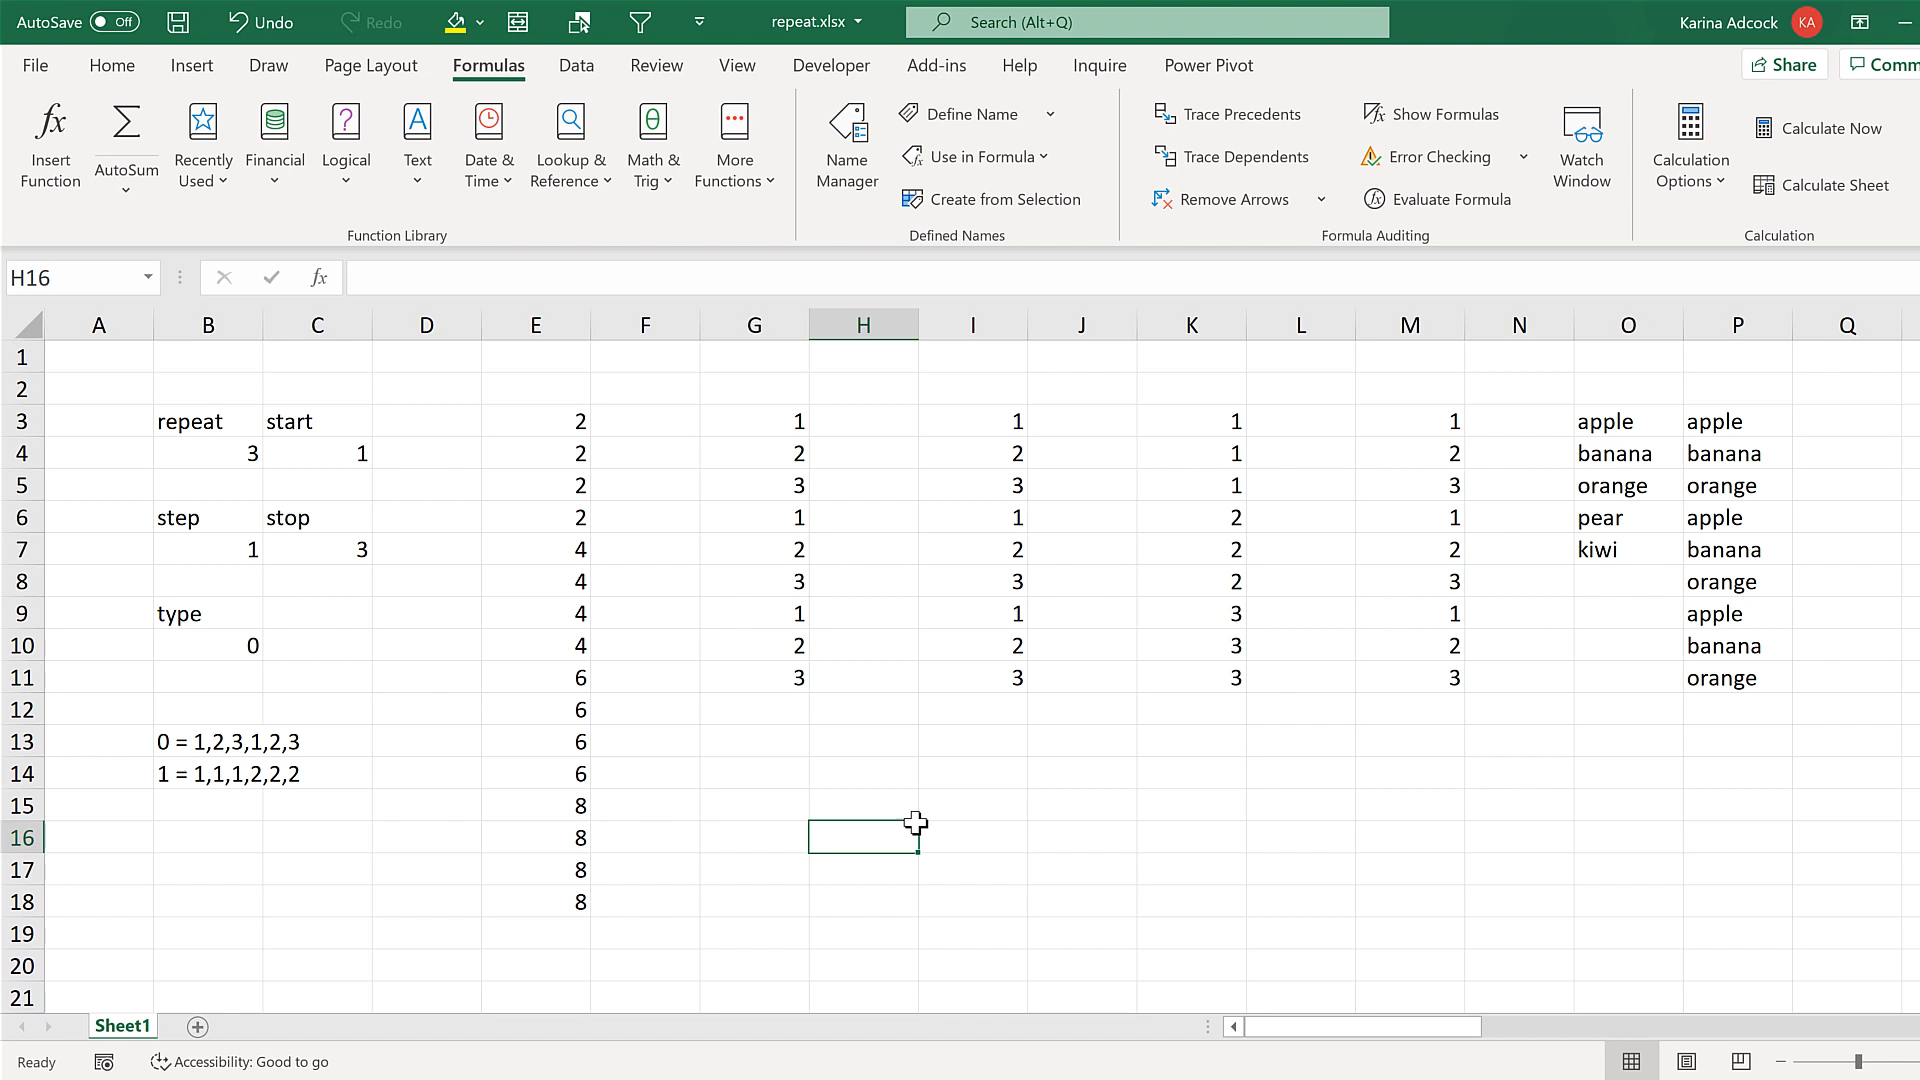 AutoSave Off Undo Redo repeat.xlsx Search (Alt+Q) Karina Adcock KA
File Home Insert Draw Page Layout Formulas Data Review View Developer Add-ins Help Inquire Power Pivot Share Comm
fx Insert Function
Σ AutoSum
Recently Used
Financial
Logical
Text
Date & Time
Lookup & Reference
Math & Trig
More Functions
Function Library
Name Manager
Define Name
Use in Formula
Create from Selection
Defined Names
Trace Precedents
Trace Dependents
Remove Arrows
Show Formulas
Error Checking
Evaluate Formula
Watch Window
Formula Auditing
Calculation Options
Calculate Now
Calculate Sheet
Calculation
H16 fx
A B C D E F G H I J K L M N O P Q
1
2
3 repeat start 2 1 1 1 1 apple apple
4 3 1 2 2 2 1 2 banana banana
5 2 3 3 1 3 orange orange
6 step stop 2 1 1 2 1 pear apple
7 1 3 4 2 2 2 2 kiwi banana
8 4 3 3 2 3 orange
9 type 4 1 1 3 1 apple
10 0 4 2 2 3 2 banana
11 6 3 3 3 3 orange
12 6
13 0 = 1,2,3,1,2,3 6
14 1 = 1,1,1,2,2,2 6
15 8
16 8
17 8
18 8
19
20
21
Sheet1
Ready Accessibility: Good to go